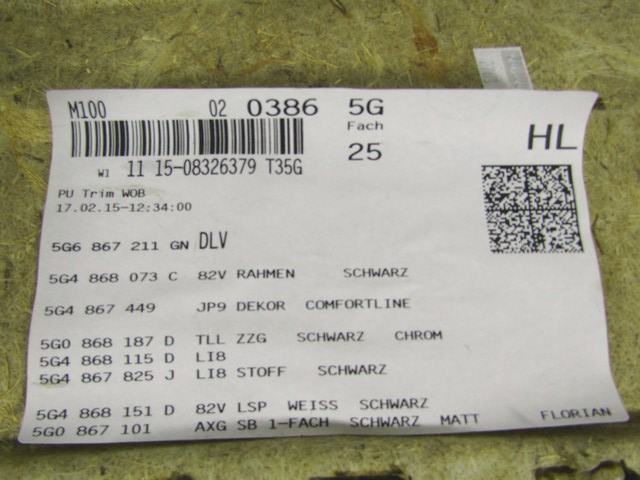 M100 02 0386 5G
Fach
25
HL
W1 11 15-08326379 T35G
PU Trim WOB
17.02.15-12:34:00
5G6 867 211 GN DLV
5G4 868 073 C 82V RAHMEN SCHWARZ
5G4 867 449 JP9 DEKOR COMFORTLINE
5G0 868 187 D TLL ZZG SCHWARZ CHROM
5G4 868 115 D LI8
5G4 867 825 J LI8 STOFF SCHWARZ
5G4 868 151 D 82V LSP WEISS SCHWARZ
5G0 867 101 AXG SB 1-FACH SCHWARZ MATT FLORIAN